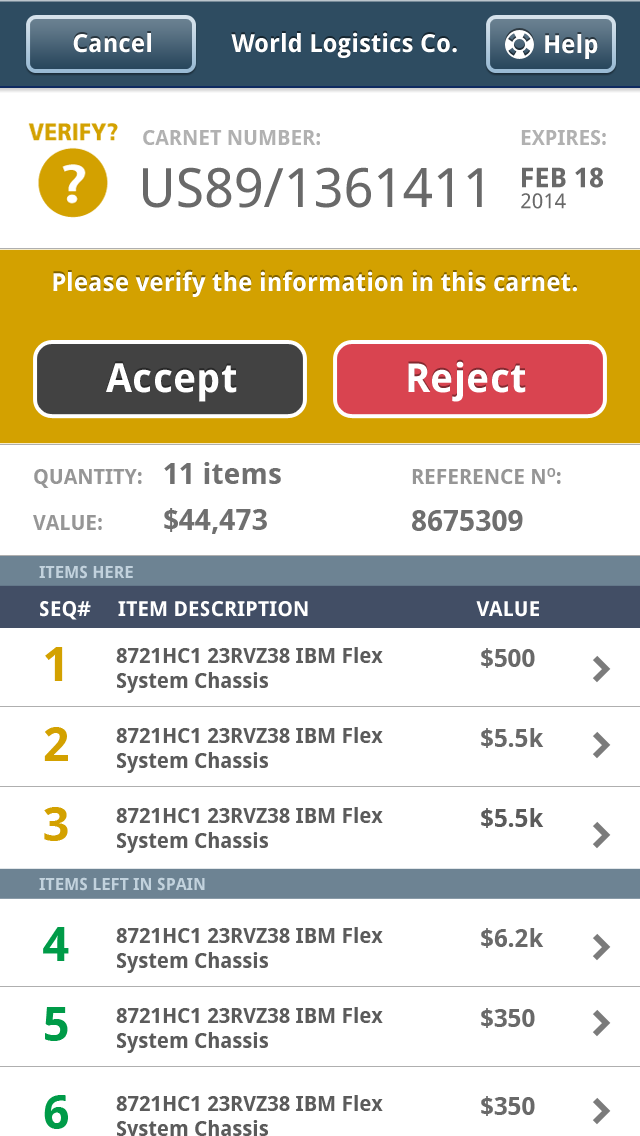 Cancel World Logistics Co. Help
VERIFY? CARNET NUMBER: EXPIRES:
? US89/1361411 FEB 18
2014
Please verify the information in this carnet.
Accept Reject
QUANTITY: 11 items REFERENCE Nº:
VALUE: $44,473 8675309
ITEMS HERE
SEQ# ITEM DESCRIPTION VALUE
1 8721HC1 23RVZ38 IBM Flex $500
System Chassis
2 8721HC1 23RVZ38 IBM Flex $5.5k
System Chassis
3 8721HC1 23RVZ38 IBM Flex $5.5k
System Chassis
ITEMS LEFT IN SPAIN
4 8721HC1 23RVZ38 IBM Flex $6.2k
System Chassis
5 8721HC1 23RVZ38 IBM Flex $350
System Chassis
6 8721HC1 23RVZ38 IBM Flex $350
System Chassis